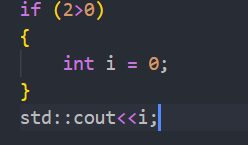 if (2>0)
{
    int i = 0;
}
std::cout<<i;